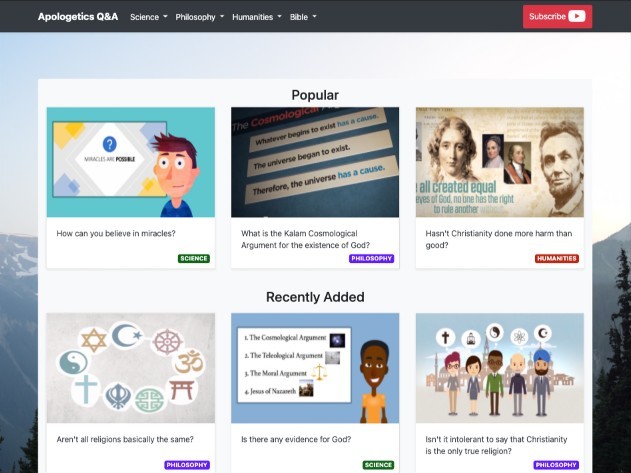 Apologetics Q&A Science Philosophy Humanities Bible Subscribe
Popular
MIRACLES ARE POSSIBLE
The Cosmological
Whatever begins to exist has a cause.
The universe began to exist.
Therefore, the universe has a cause.
all created equal
eyes of God, no one has the right
to rule another
How can you believe in miracles?
SCIENCE
What is the Kalam Cosmological
Argument for the existence of God?
PHILOSOPHY
Hasn't Christianity done more harm than
good?
HUMANITIES
Recently Added
1. The Cosmological Argument
2. The Teleological Argument
3. The Moral Argument
4. Jesus of Nazareth
Aren't all religions basically the same?
PHILOSOPHY
Is there any evidence for God?
SCIENCE
Isn't it intolerant to say that Christianity
is the only true religion?
PHILOSOPHY